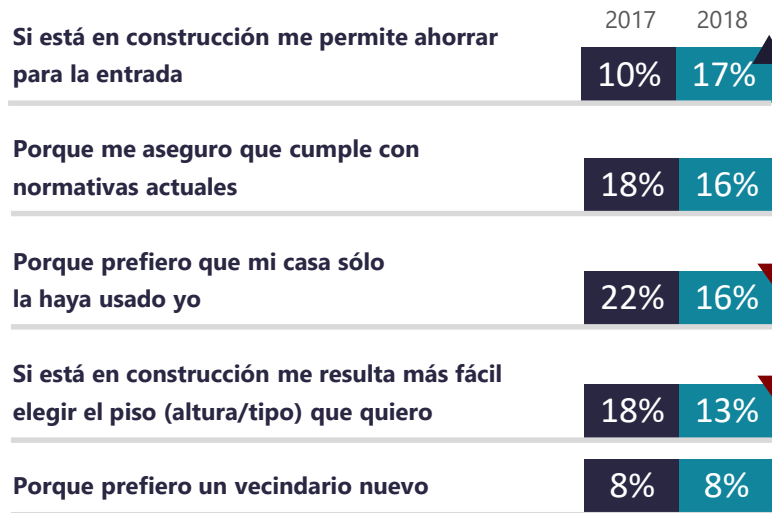 2017 2018
Si está en construcción me permite ahorrar
para la entrada
10% 17%
Porque me aseguro que cumple con
normativas actuales
18% 16%
Porque prefiero que mi casa sólo
la haya usado yo
22% 16%
Si está en construcción me resulta más fácil
elegir el piso (altura/tipo) que quiero
18% 13%
Porque prefiero un vecindario nuevo
8% 8%